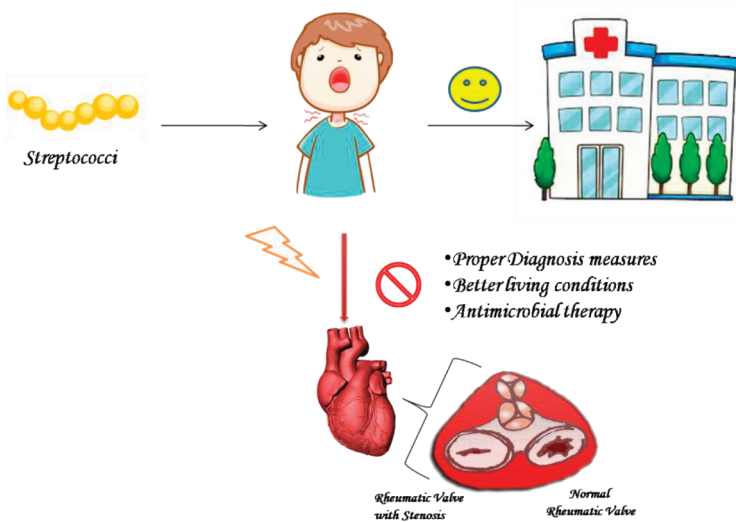 Streptococci
•Proper Diagnosis measures
•Better living conditions
•Antimicrobial therapy
Rheumatic Valve
with Stenosis
Normal
Rheumatic Valve